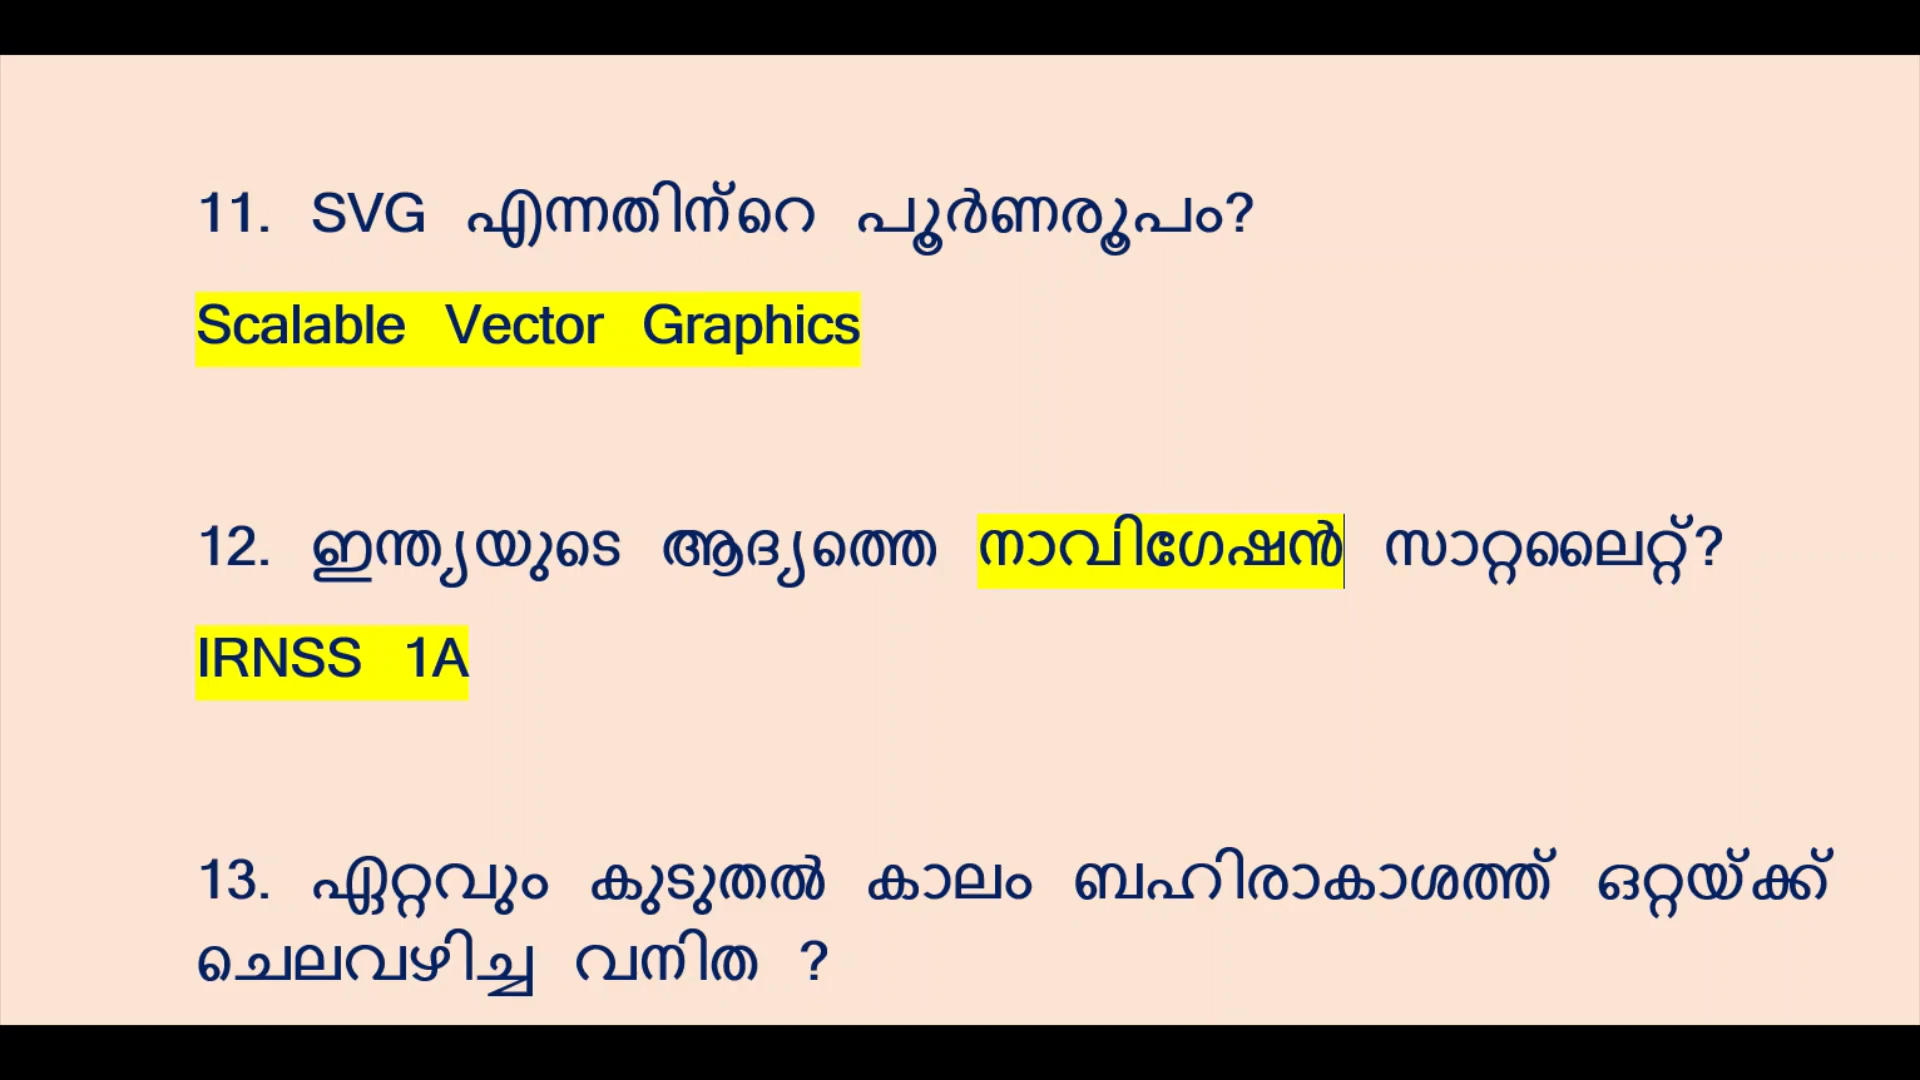 11. SVG എന്നതിന്റെ പൂർണരൂപം?
Scalable Vector Graphics
12. ഇന്ത്യയുടെ ആദ്യത്തെ നാവിഗേഷൻ സാറ്റലൈറ്റ്?
IRNSS 1A
13. ഏറ്റവും കുടുതൽ കാലം ബഹിരാകാശത്ത് ഒറ്റയ്ക്ക്
ചെലവഴിച്ച വനിത ?